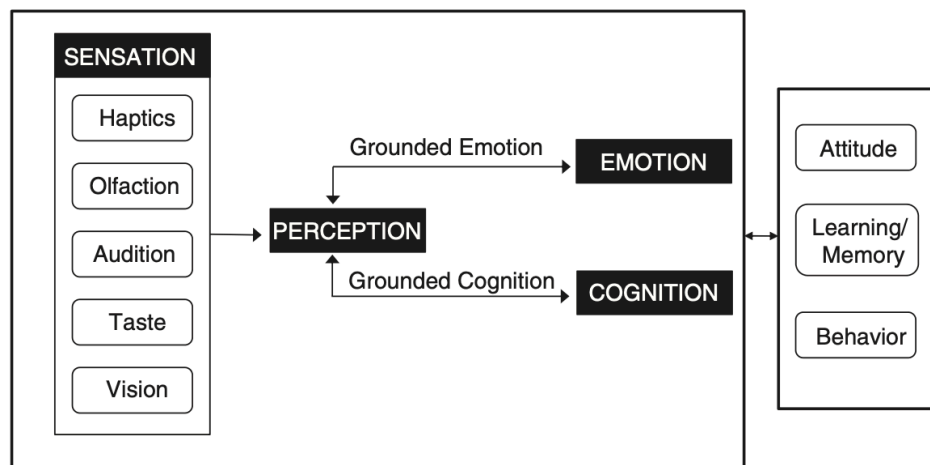 SENSATION
Haptics
Olfaction
Audition
Taste
Vision
PERCEPTION
Grounded Emotion
EMOTION
Grounded Cognition
COGNITION
Attitude
Learning/
Memory
Behavior